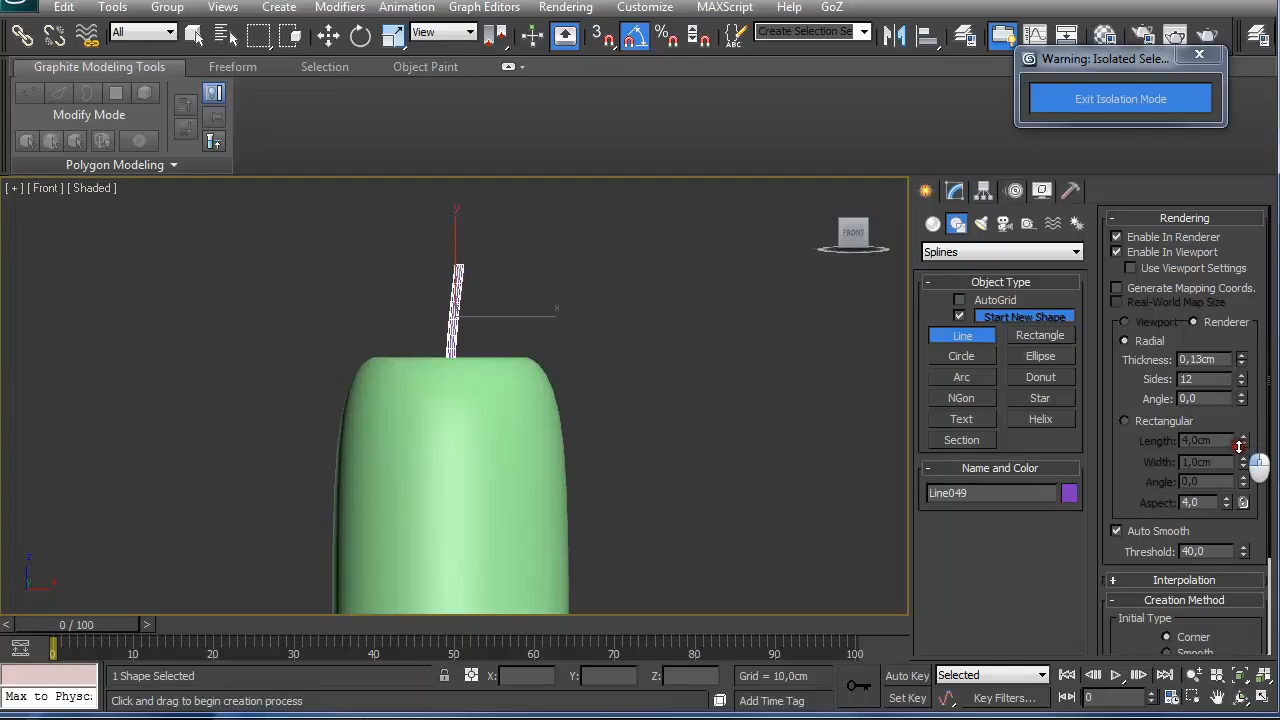 Edit Tools Group Views Create Modifiers Animation Graph Editors Rendering Customize MAXScript Help GoZ
All View Create Selection Se
Warning: Isolated Sele...
Graphite Modeling Tools Freeform Selection Object Paint
Exit Isolation Mode
Modify Mode
Polygon Modeling
[ + ] [ Front ] [ Shaded ]
y
x
FRONT
z
x
Splines
Object Type
AutoGrid
Start New Shape
Line Rectangle
Circle Ellipse
Arc Donut
NGon Star
Text Helix
Section
Name and Color
Line049
Rendering
Enable In Renderer
Enable In Viewport
Use Viewport Settings
Generate Mapping Coords.
Real-World Map Size
Viewport Renderer
Radial
Thickness: 0,13cm
Sides: 12
Angle: 0,0
Rectangular
Length: 4,0cm
Width: 1,0cm
Angle: 0,0
Aspect: 4,0
Auto Smooth
Threshold: 40,0
Interpolation
Creation Method
Initial Type
Corner
Smooth
< 0 / 100 >
0 10 20 30 40 50 60 70 80 90 100
1 Shape Selected X: Y: Z: Grid = 10,0cm Auto Key Selected
Max to Physc Click and drag to begin creation process Add Time Tag Set Key Key Filters... 0